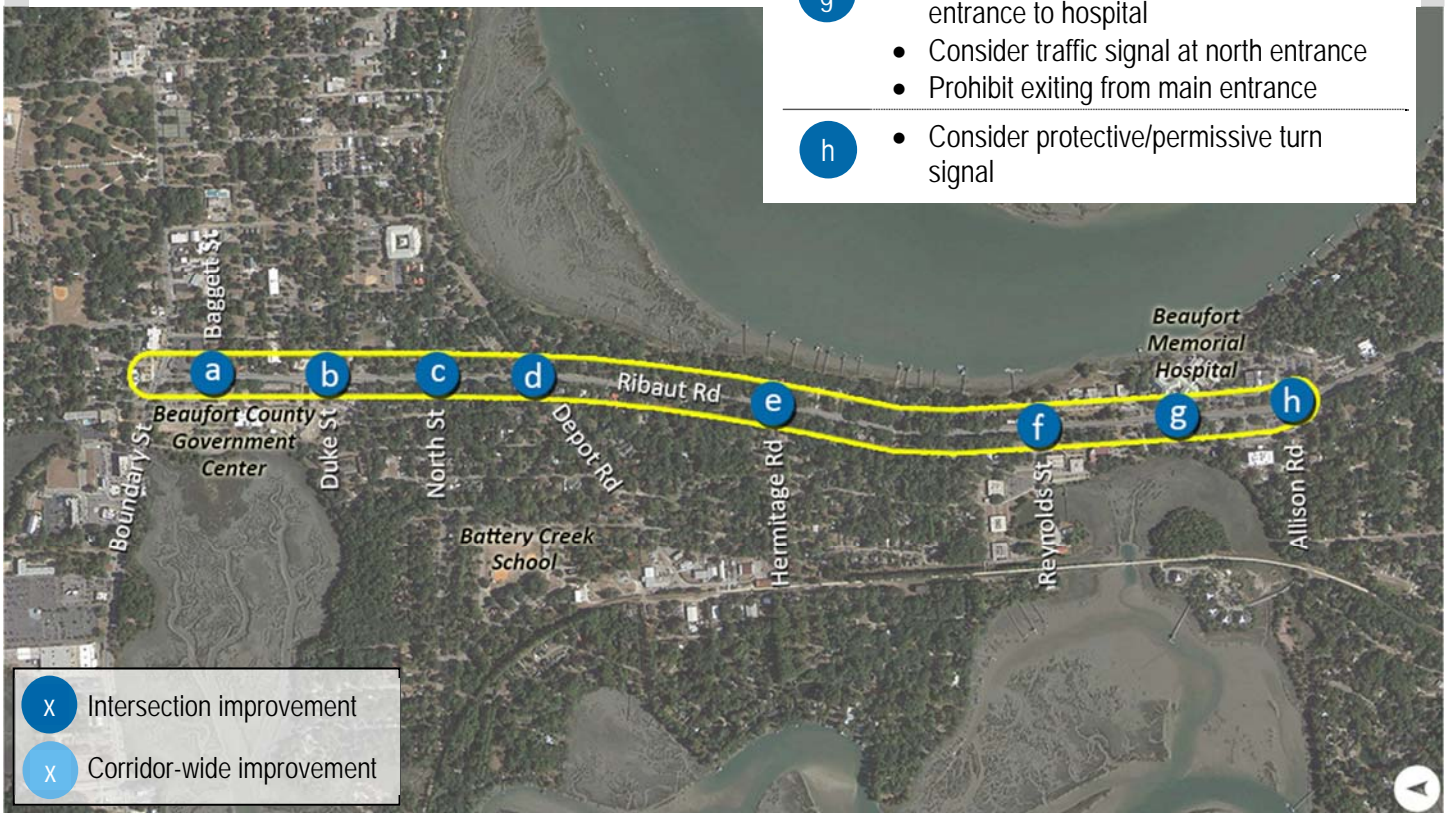 g
entrance to hospital
• Consider traffic signal at north entrance
• Prohibit exiting from main entrance
h
• Consider protective/permissive turn
signal
Baggett St
a
b
c
d
Ribaut Rd
e
f
g
h
Beaufort
Memorial
Hospital
Boundary St
Beaufort County
Government
Center
Duke St
North St
Depot Rd
Hermitage Rd
Reynolds St
Allison Rd
Battery Creek
School
x Intersection improvement
x Corridor-wide improvement